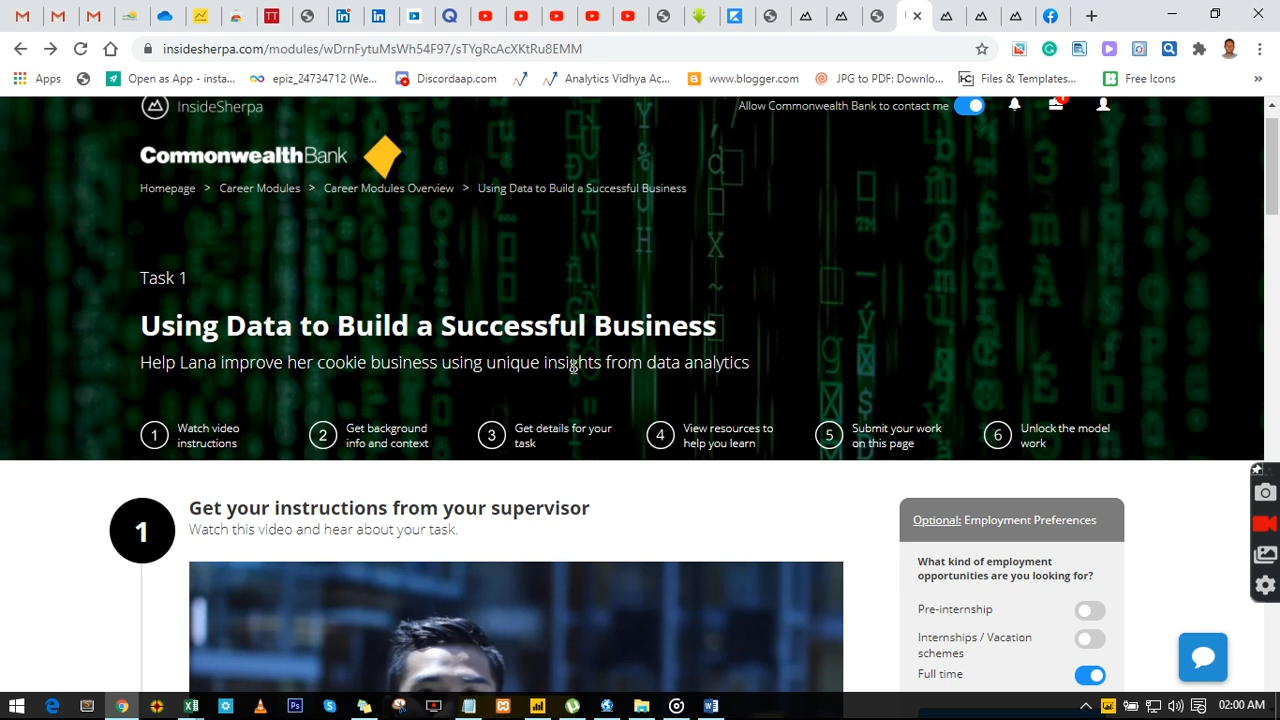 insidesherpa.com/modules/wDrnFytuMsWh54F97/sTYgRcAcXKtRu8EMM
Apps
Open as App - insta...
epiz_24734712 (We...
Discordaap.com
Analytics Vidhya Ac...
www.blogger.com
JPG to PDF: Downlo...
Files & Templates...
Free Icons
»
InsideSherpa
Allow Commonwealth Bank to contact me
CommonwealthBank
Homepage > Career Modules > Career Modules Overview > Using Data to Build a Successful Business
Task 1
Using Data to Build a Successful Business
Help Lana improve her cookie business using unique insights from data analytics
1 Watch video
instructions
2 Get background
info and context
3 Get details for your
task
4 View resources to
help you learn
5 Submit your work
on this page
6 Unlock the model
work
1
Get your instructions from your supervisor
Watch this video and hear about your task.
Optional: Employment Preferences
What kind of employment
opportunities are you looking for?
Pre-internship
Internships / Vacation
schemes
Full time
02:00 AM